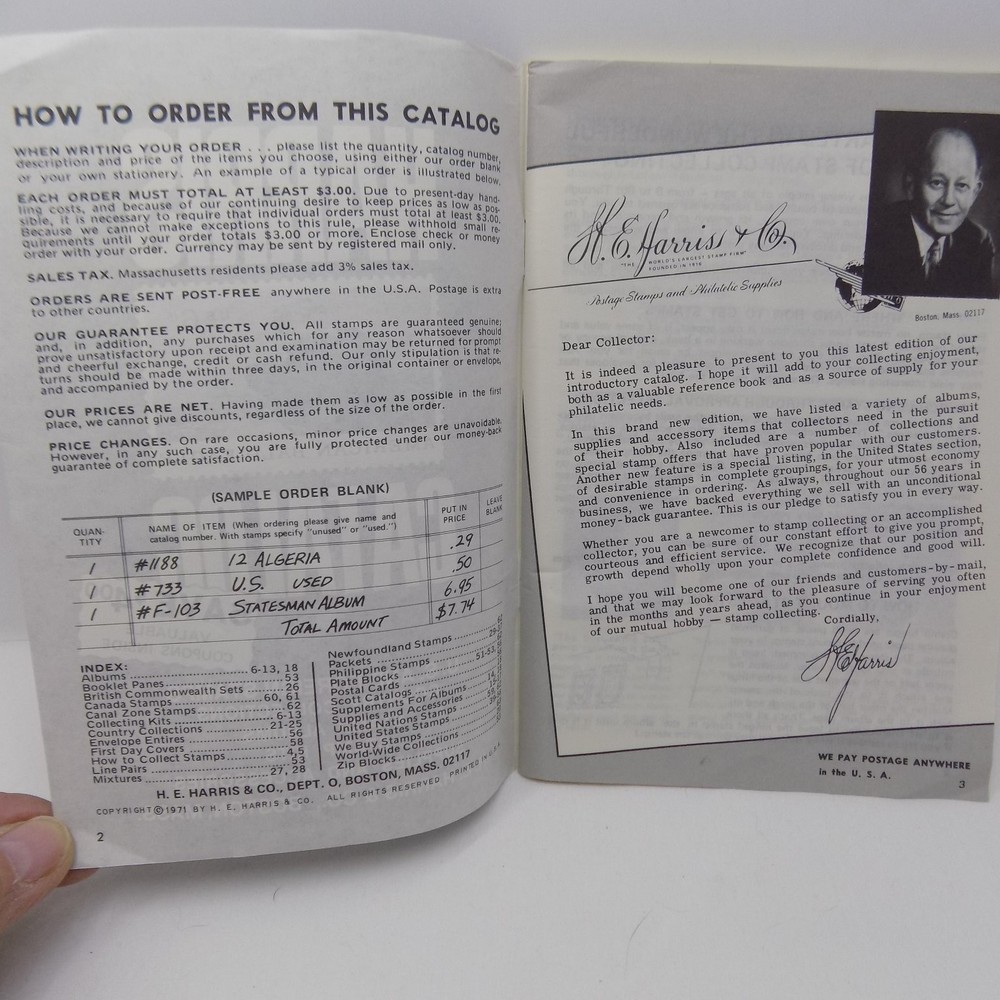 HOW TO ORDER FROM THIS CATALOG
WHEN WRITING YOUR ORDER . . . please list the quantity, catalog number,
description and price of the items you choose, using either our order blank
or your own stationery. An example of a typical order is illustrated below.
EACH ORDER MUST TOTAL AT LEAST $3.00. Due to present-day hand-
ling costs, and because of our continuing desire to keep prices as low as pos-
sible, it is necessary to require that individual orders must total at least $3.00.
Because we cannot make exceptions to this rule, please withhold small re-
quirements until your order totals $3.00 or more. Enclose check or money
order with your order. Currency may be sent by registered mail only.
SALES TAX. Massachusetts residents please add 3% sales tax.
ORDERS ARE SENT POST-FREE anywhere in the U.S.A. Postage is extra
to other countries.
OUR GUARANTEE PROTECTS YOU. All stamps are guaranteed genuine;
and, in addition, any purchases which for any reason whatsoever should
prove unsatisfactory upon receipt and examination may be returned for prompt
and cheerful exchange, credit or cash refund. Our only stipulation is that re-
turns should be made within three days, in the original container or envelope,
and accompanied by the order.
OUR PRICES ARE NET. Having made them as low as possible in the first
place, we cannot give discounts, regardless of the size of the order.
PRICE CHANGES. On rare occasions, minor price changes are unavoidable.
However, in any such case, you are fully protected under our money-back
guarantee of complete satisfaction.
(SAMPLE ORDER BLANK)
QUAN-
TITY
NAME OF ITEM (When ordering please give name and
catalog number. With stamps specify "unused" or "used.")
PUT IN
PRICE
LEAVE
BLANK
1 #1188 12 ALGERIA .29
1 #733 U.S. USED .50
1 #F-103 STATESMAN ALBUM 6.95
TOTAL AMOUNT $7.74
INDEX:
Albums 6-13, 18
Booklet Panes 53
British Commonwealth Sets 26
Canada Stamps 60, 61
Canal Zone Stamps 62
Collecting Kits 6-13
Country Collections 21-25
Envelope Entires 56
First Day Covers 58
How to Collect Stamps 4,5
Line Pairs 53
Mixtures 27, 28
Newfoundland Stamps
Packets
Philippine Stamps
Plate Blocks 51-53
Postal Cards
Scott Catalogs
Supplements For Albums
Supplies and Accessories
United Nations Stamps
United States Stamps
We Buy Stamps
World-Wide Collections
Zip Blocks
H. E. HARRIS & CO., DEPT. O, BOSTON, MASS. 02117
COPYRIGHT © 1971 BY H. E. HARRIS & CO. ALL RIGHTS RESERVED PRINTED IN U.S.A.
2
H. E. Harris & Co.
"THE WORLD'S LARGEST STAMP FIRM"
FOUNDED IN 1916
Postage Stamps and Philatelic Supplies
Boston, Mass. 02117
Dear Collector:
It is indeed a pleasure to present to you this latest edition of our
introductory catalog. I hope it will add to your collecting enjoyment,
both as a valuable reference book and as a source of supply for your
philatelic needs.
In this brand new edition, we have listed a variety of albums,
supplies and accessory items that collectors need in the pursuit
of their hobby. Also included are a number of collections and
special stamp offers that have proven popular with our customers.
Another new feature is a special listing, in the United States section,
of desirable stamps in complete groupings, for your utmost economy
and convenience in ordering. As always, throughout our 56 years in
business, we have backed everything we sell with an unconditional
money-back guarantee. This is our pledge to satisfy you in every way.
Whether you are a newcomer to stamp collecting or an accomplished
collector, you can be sure of our constant effort to give you prompt,
courteous and efficient service. We recognize that our position and
growth depend wholly upon your complete confidence and good will.
I hope you will become one of our friends and customers-by-mail,
and that we may look forward to the pleasure of serving you often
in the months and years ahead, as you continue in your enjoyment
of our mutual hobby — stamp collecting.
Cordially,
H E Harris
WE PAY POSTAGE ANYWHERE
in the U. S. A.
3